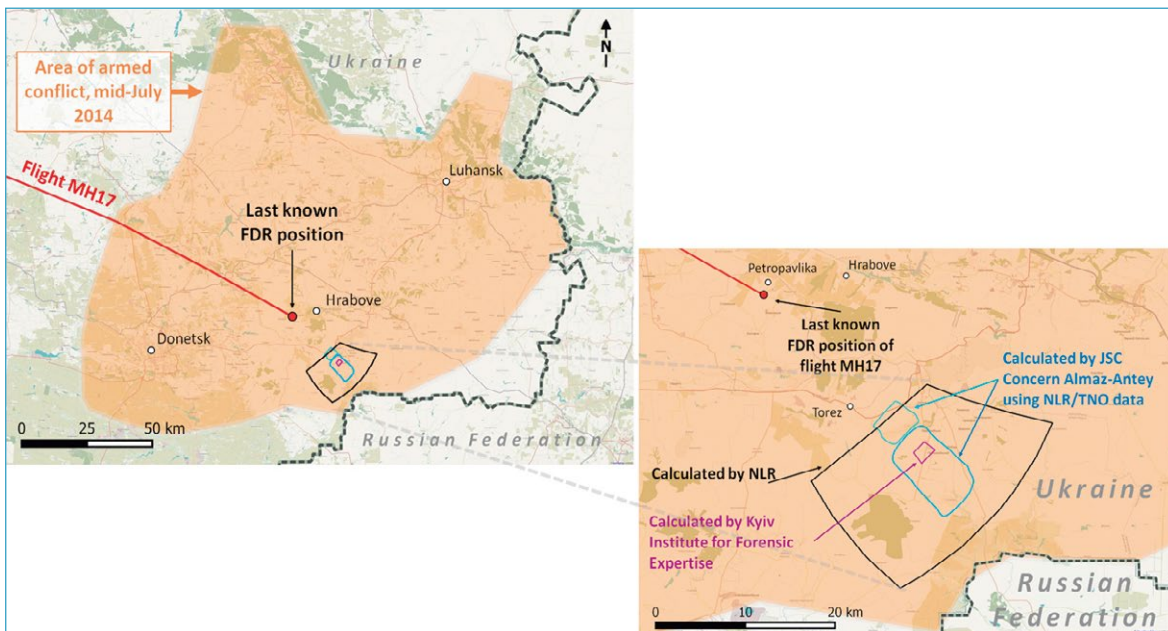 Area of armed
conflict, mid-July
2014
Ukraine
N
Flight MH17
Luhansk
Last known
FDR position
Hrabove
Donetsk
0 25 50 km
Russian Federation
Petropavlika
Hrabove
Last known
FDR position of
flight MH17
Calculated by JSC
Concern Almaz-Antey
using NLR/TNO data
Torez
Calculated by NLR
Ukraine
Calculated by Kyiv
Institute for Forensic
Expertise
Russian
Federation
0 10 20 km